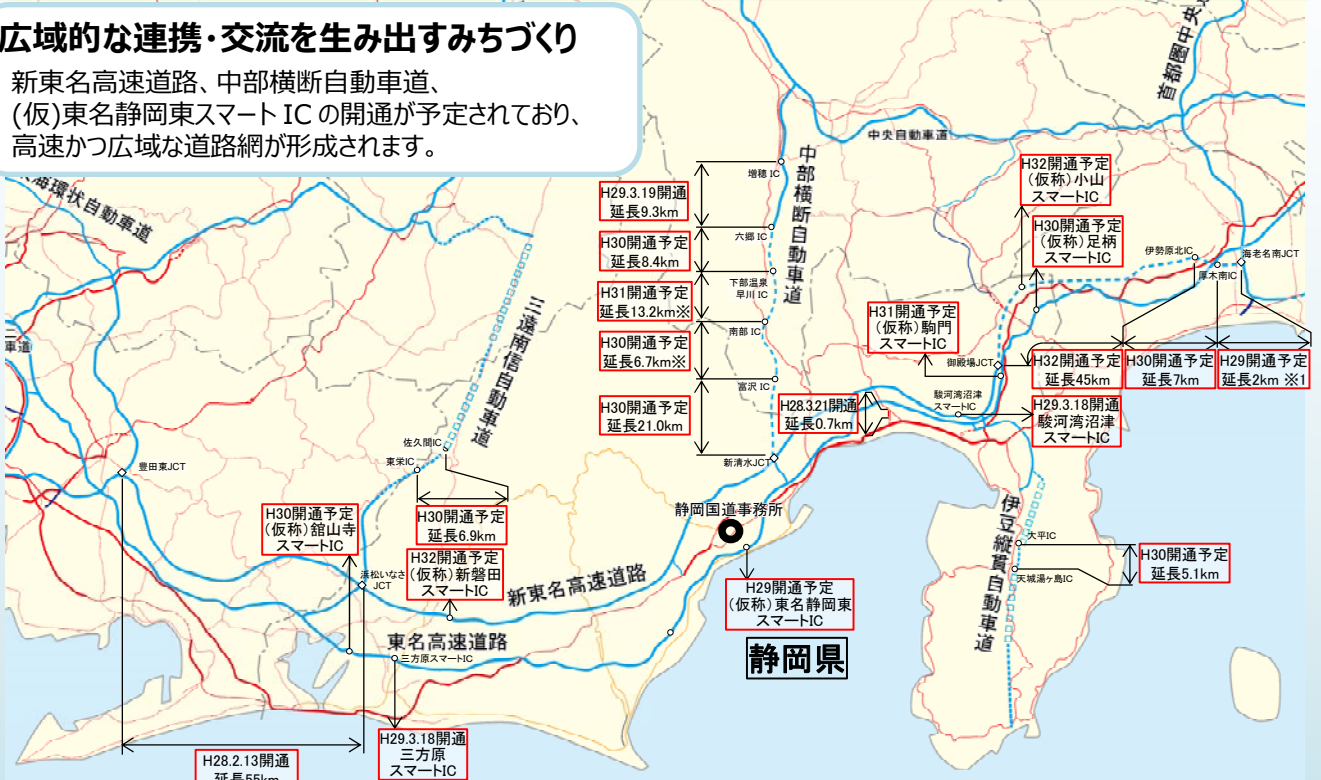 広域的な連携・交流を生み出すみちづくり
新東名高速道路、中部横断自動車道、
(仮)東名静岡東スマート IC の開通が予定されており、
高速かつ広域な道路網が形成されます。
首都圏中央
中央自動車道
海環状自動車道
中部横断自動車道
増穂 IC
H29.3.19開通
延長9.3km
六郷 IC
H30開通予定
延長8.4km
下部温泉
早川 IC
H31開通予定
延長13.2km※
南部 IC
H30開通予定
延長6.7km※
富沢 IC
H30開通予定
延長21.0km
新清水JCT
H32開通予定
(仮称)小山
スマートIC
H30開通予定
(仮称)足柄
スマートIC
伊勢原北IC
海老名南JCT
厚木南IC
H31開通予定
(仮称)駒門
スマートIC
御殿場JCT
H32開通予定
延長45km
H30開通予定
延長7km
H29開通予定
延長2km ※1
駿河湾沼津
スマートIC
H28.3.21開通
延長0.7km
H29.3.18開通
駿河湾沼津
スマートIC
三遠南信自動車道
二
車道
佐久間IC
東栄IC
豊田東JCT
H30開通予定
延長6.9km
H30開通予定
(仮称)舘山寺
スマートIC
H32開通予定
(仮称)新磐田
スマートIC
浜松いなさ
JCT
新東名高速道路
東名高速道路
三方原スマートIC
静岡国道事務所
H29開通予定
(仮称)東名静岡東
スマートIC
静岡県
伊豆縦貫自動車道
大平IC
天城湯ヶ島IC
H30開通予定
延長5.1km
H29.3.18開通
三方原
スマートIC
H28.2.13開通
延長55km